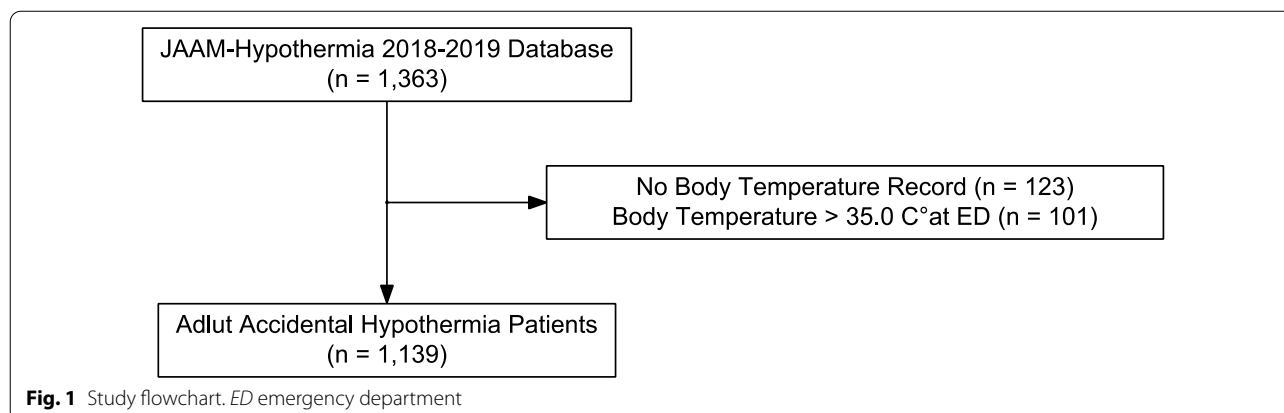 JAAM-Hypothermia 2018-2019 Database
(n = 1,363)
No Body Temperature Record (n = 123)
Body Temperature > 35.0 C°at ED (n = 101)
Adlut Accidental Hypothermia Patients
(n = 1,139)
Fig. 1 Study flowchart. ED emergency department